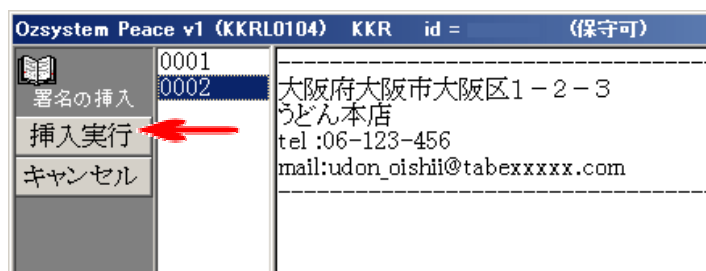 Ozsystem Peace v1 (KKRL0104) KKR id = (保守可)
署名の挿入
挿入実行
キャンセル
0001
0002
--------------------------------------------------
大阪府大阪市大阪区1－2－3
うどん本店
tel :06-123-456
mail:udon_oishii@tabexxxxx.com
--------------------------------------------------